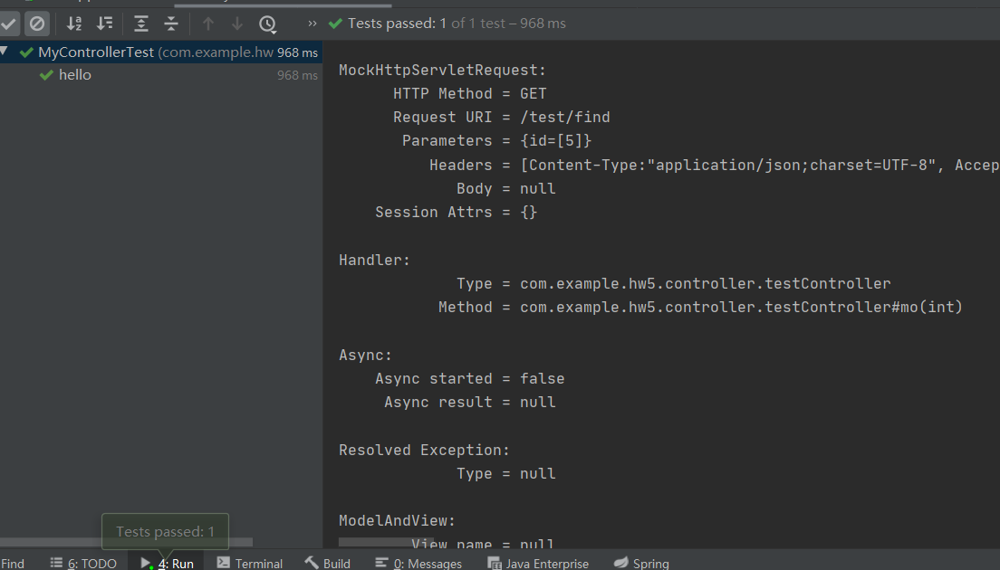 Tests passed: 1 of 1 test – 968 ms
MyControllerTest (com.example.hw 968 ms
hello 968 ms
MockHttpServletRequest:
HTTP Method = GET
Request URI = /test/find
Parameters = {id=[5]}
Headers = [Content-Type:"application/json;charset=UTF-8", Accep
Body = null
Session Attrs = {}
Handler:
Type = com.example.hw5.controller.testController
Method = com.example.hw5.controller.testController#mo(int)
Async:
Async started = false
Async result = null
Resolved Exception:
Type = null
ModelAndView:
View name = null
Tests passed: 1
Find 6: TODO 4: Run Terminal Build 0: Messages Java Enterprise Spring